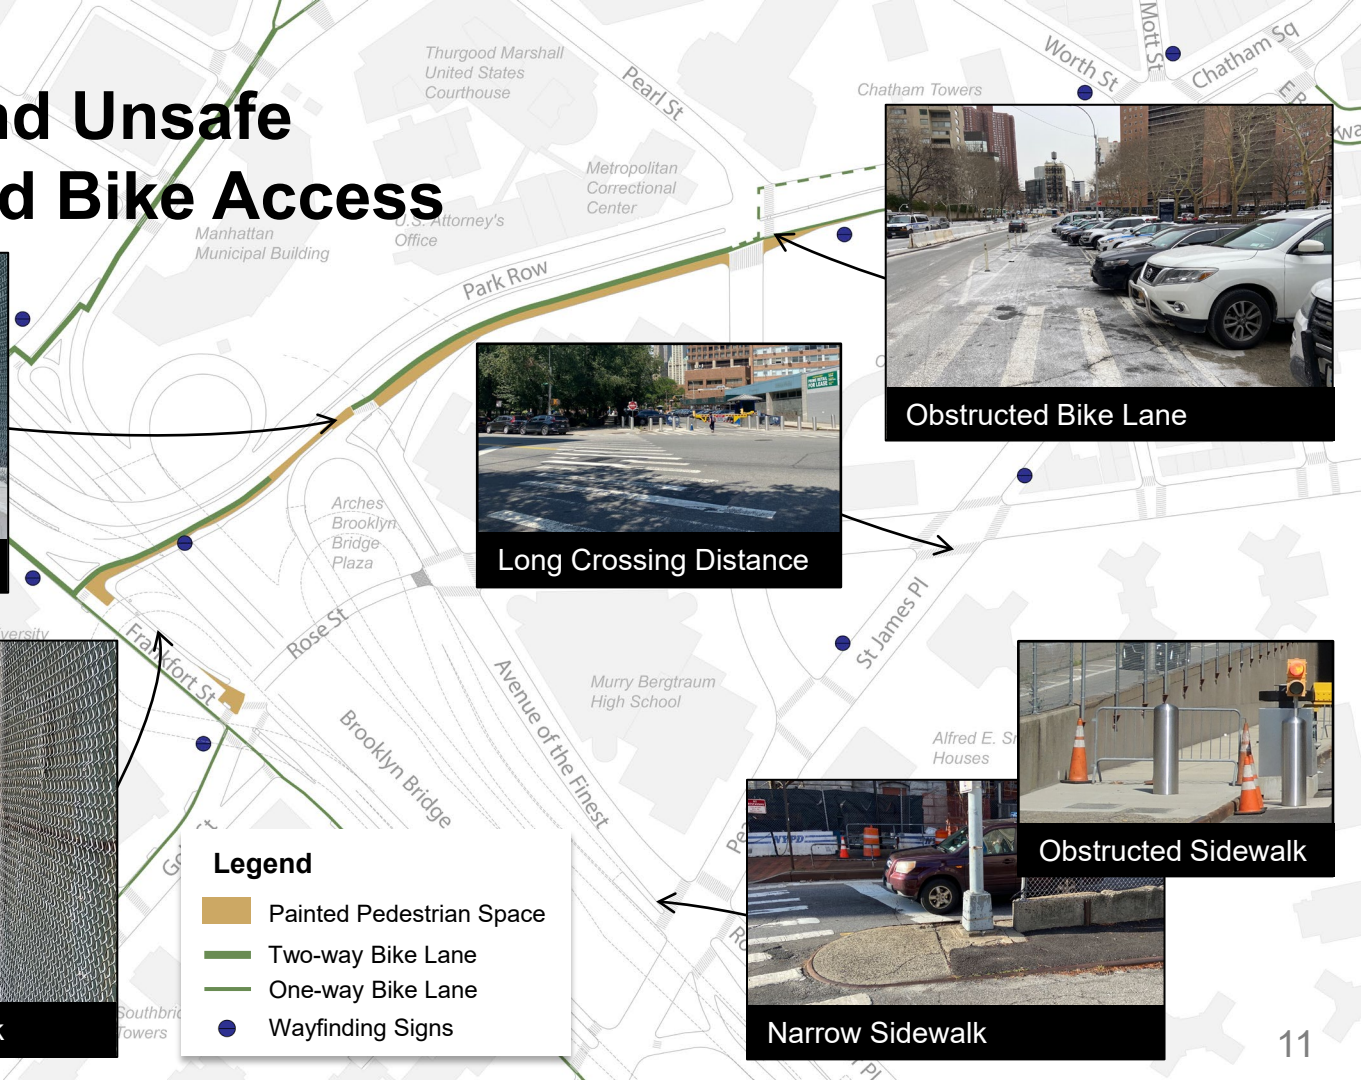 nd Unsafe
d Bike Access
Thurgood Marshall
United States
Courthouse
Pearl St
Metropolitan
Correctional
Center
U.S. Attorney's
Office
Manhattan
Municipal Building
Park Row
Chatham Towers
Worth St
Mott St
Chatham Sq
Obstructed Bike Lane
Long Crossing Distance
Arches
Brooklyn
Bridge
Plaza
Rose St
Frankfort St
versity
Avenue of the Finest
Brooklyn Bridge
Murry Bergtraum
High School
St James Pl
Alfred E. S
Houses
Obstructed Sidewalk
NYPD
Narrow Sidewalk
Southbri
Towers
k
Legend
Painted Pedestrian Space
Two-way Bike Lane
One-way Bike Lane
Wayfinding Signs
Pl
11